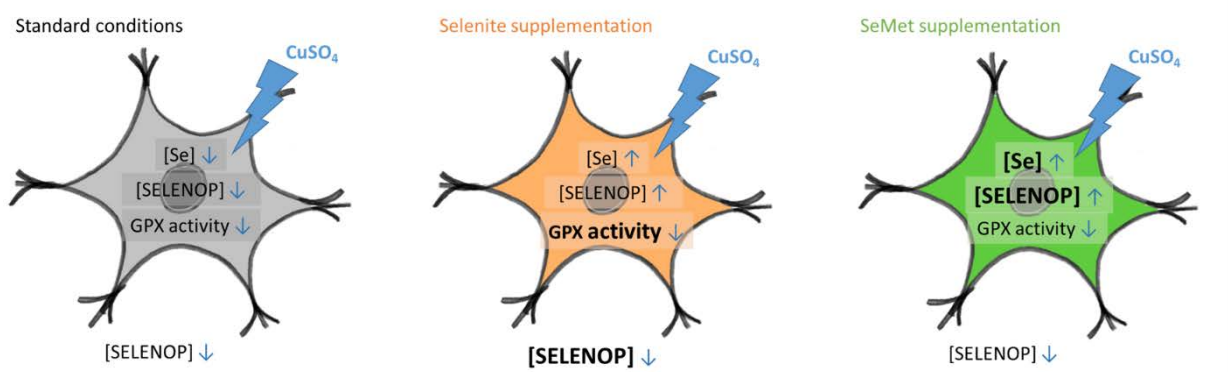 Standard conditions
CuSO₄
[Se] ↓
[SELENOP] ↓
GPX activity ↓
[SELENOP] ↓
Selenite supplementation
CuSO₄
[Se] ↑
[SELENOP] ↑
GPX activity ↓
[SELENOP] ↓
SeMet supplementation
CuSO₄
[Se] ↑
[SELENOP] ↑
GPX activity ↓
[SELENOP] ↓